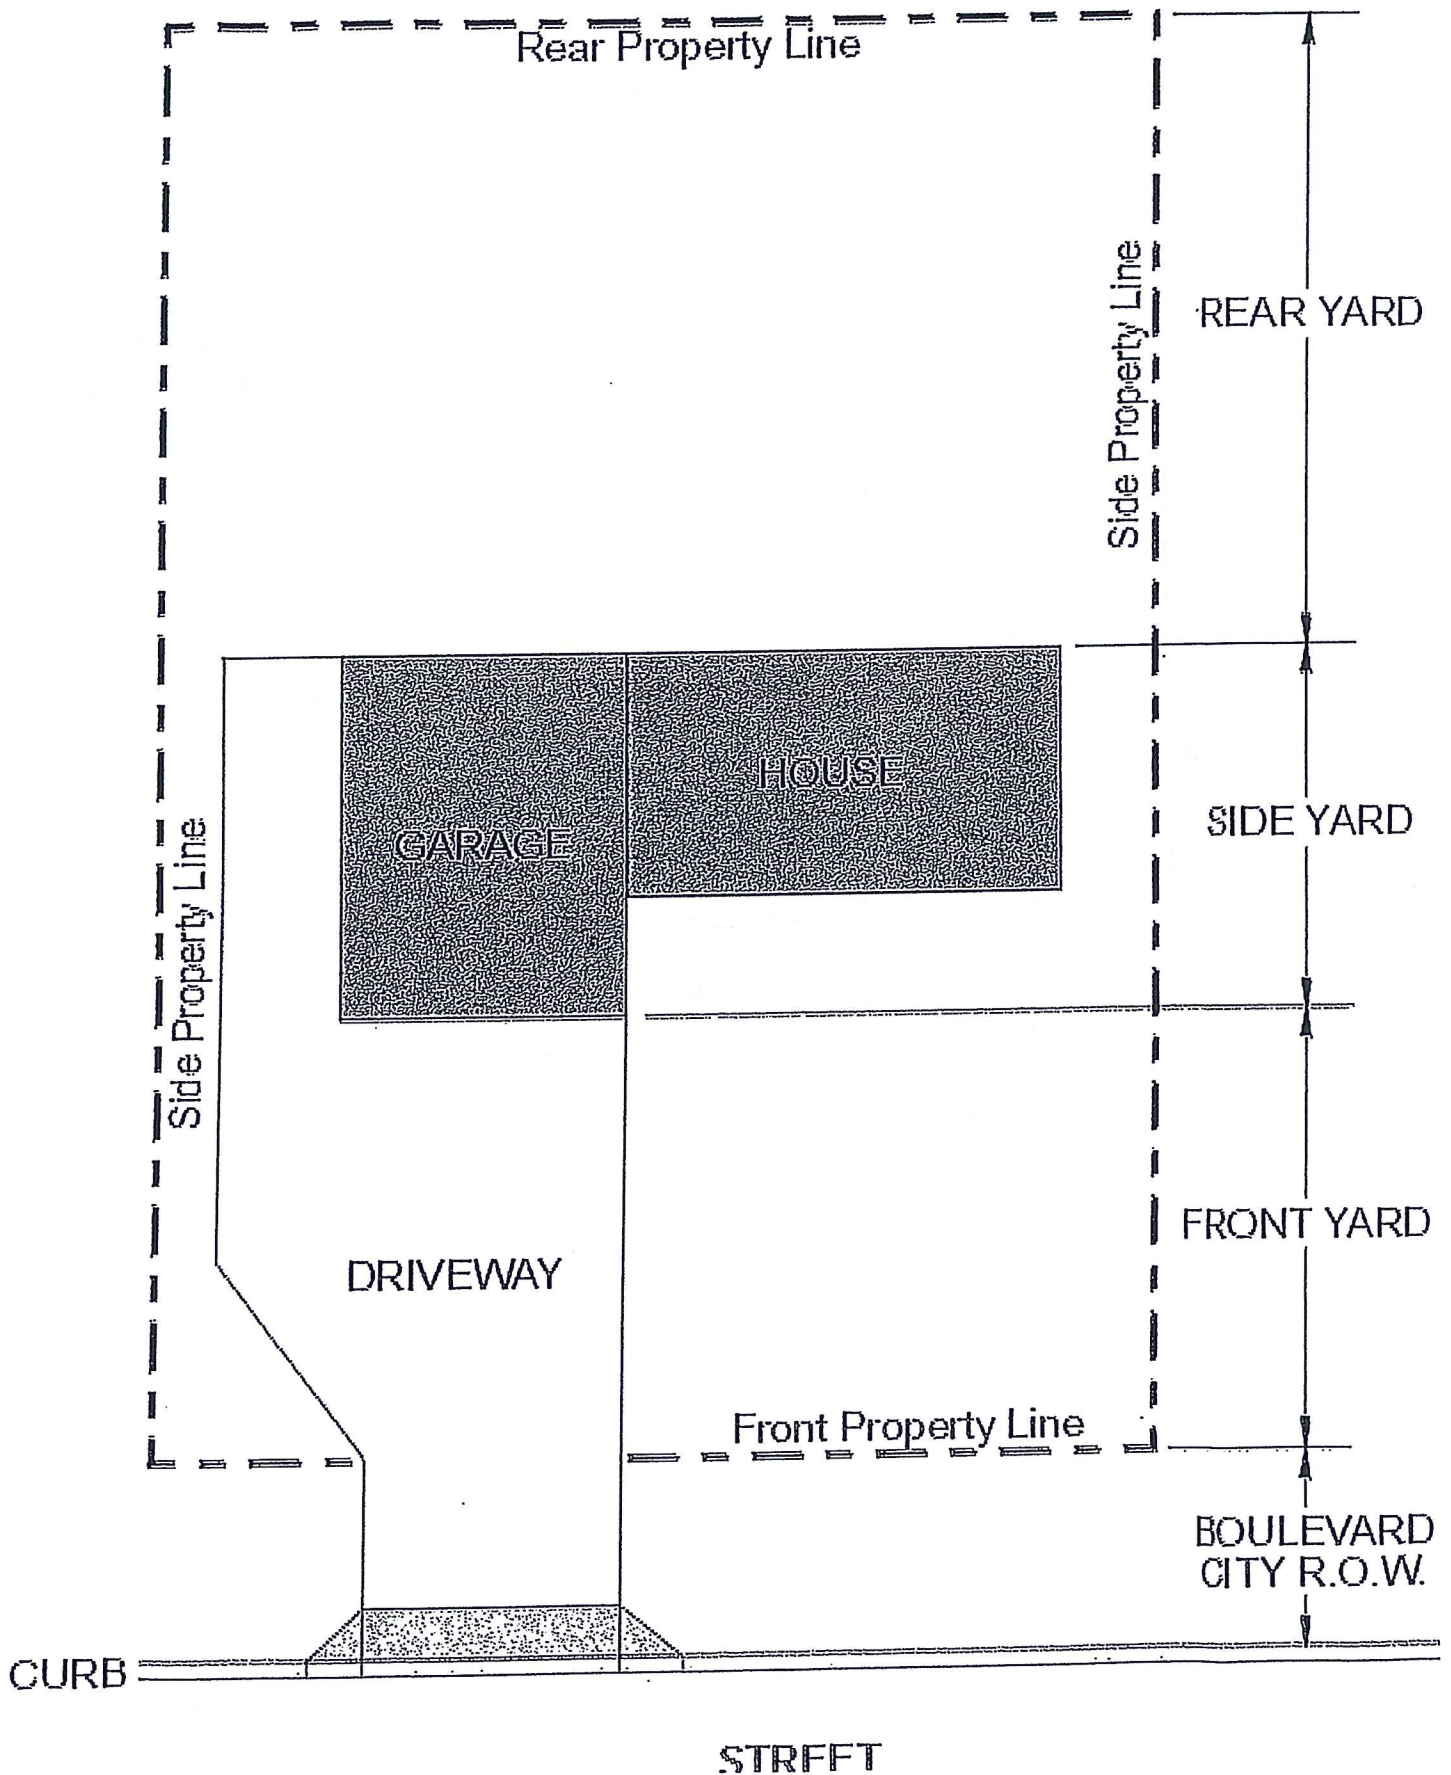 Rear Property Line
Side Property Line
REAR YARD
HOUSE
GARAGE
SIDE YARD
Side Property Line
FRONT YARD
DRIVEWAY
Front Property Line
BOULEVARD
CITY R.O.W.
CURB
STREET